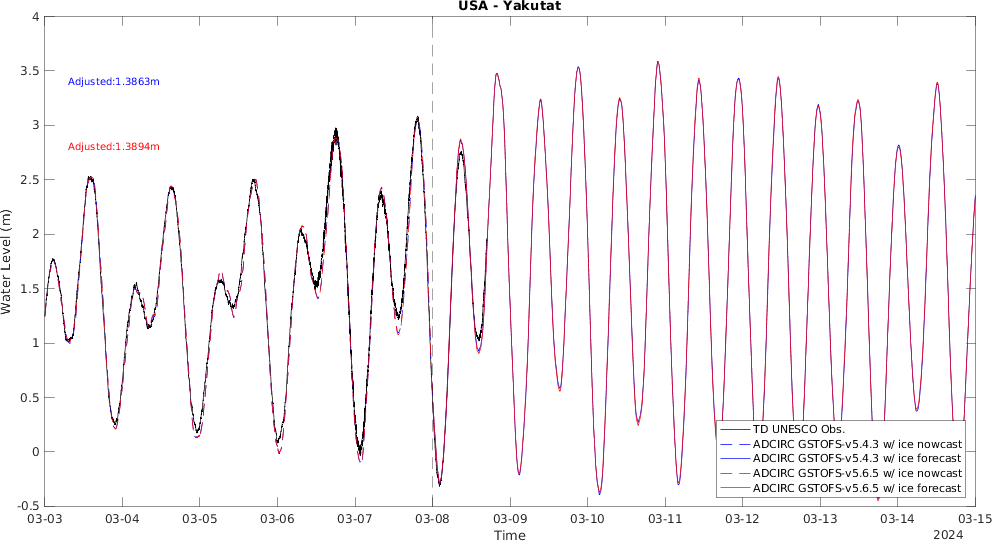 USA - Yakutat
4
3.5
3
2.5
2
1.5
1
0.5
0
-0.5
Water Level (m)
Adjusted:1.3863m
Adjusted:1.3894m
TD UNESCO Obs.
ADCIRC GSTOFS-v5.4.3 w/ ice nowcast
ADCIRC GSTOFS-v5.4.3 w/ ice forecast
ADCIRC GSTOFS-v5.6.5 w/ ice nowcast
ADCIRC GSTOFS-v5.6.5 w/ ice forecast
03-03 03-04 03-05 03-06 03-07 03-08 03-09 03-10 03-11 03-12 03-13 03-14 03-15
Time
2024